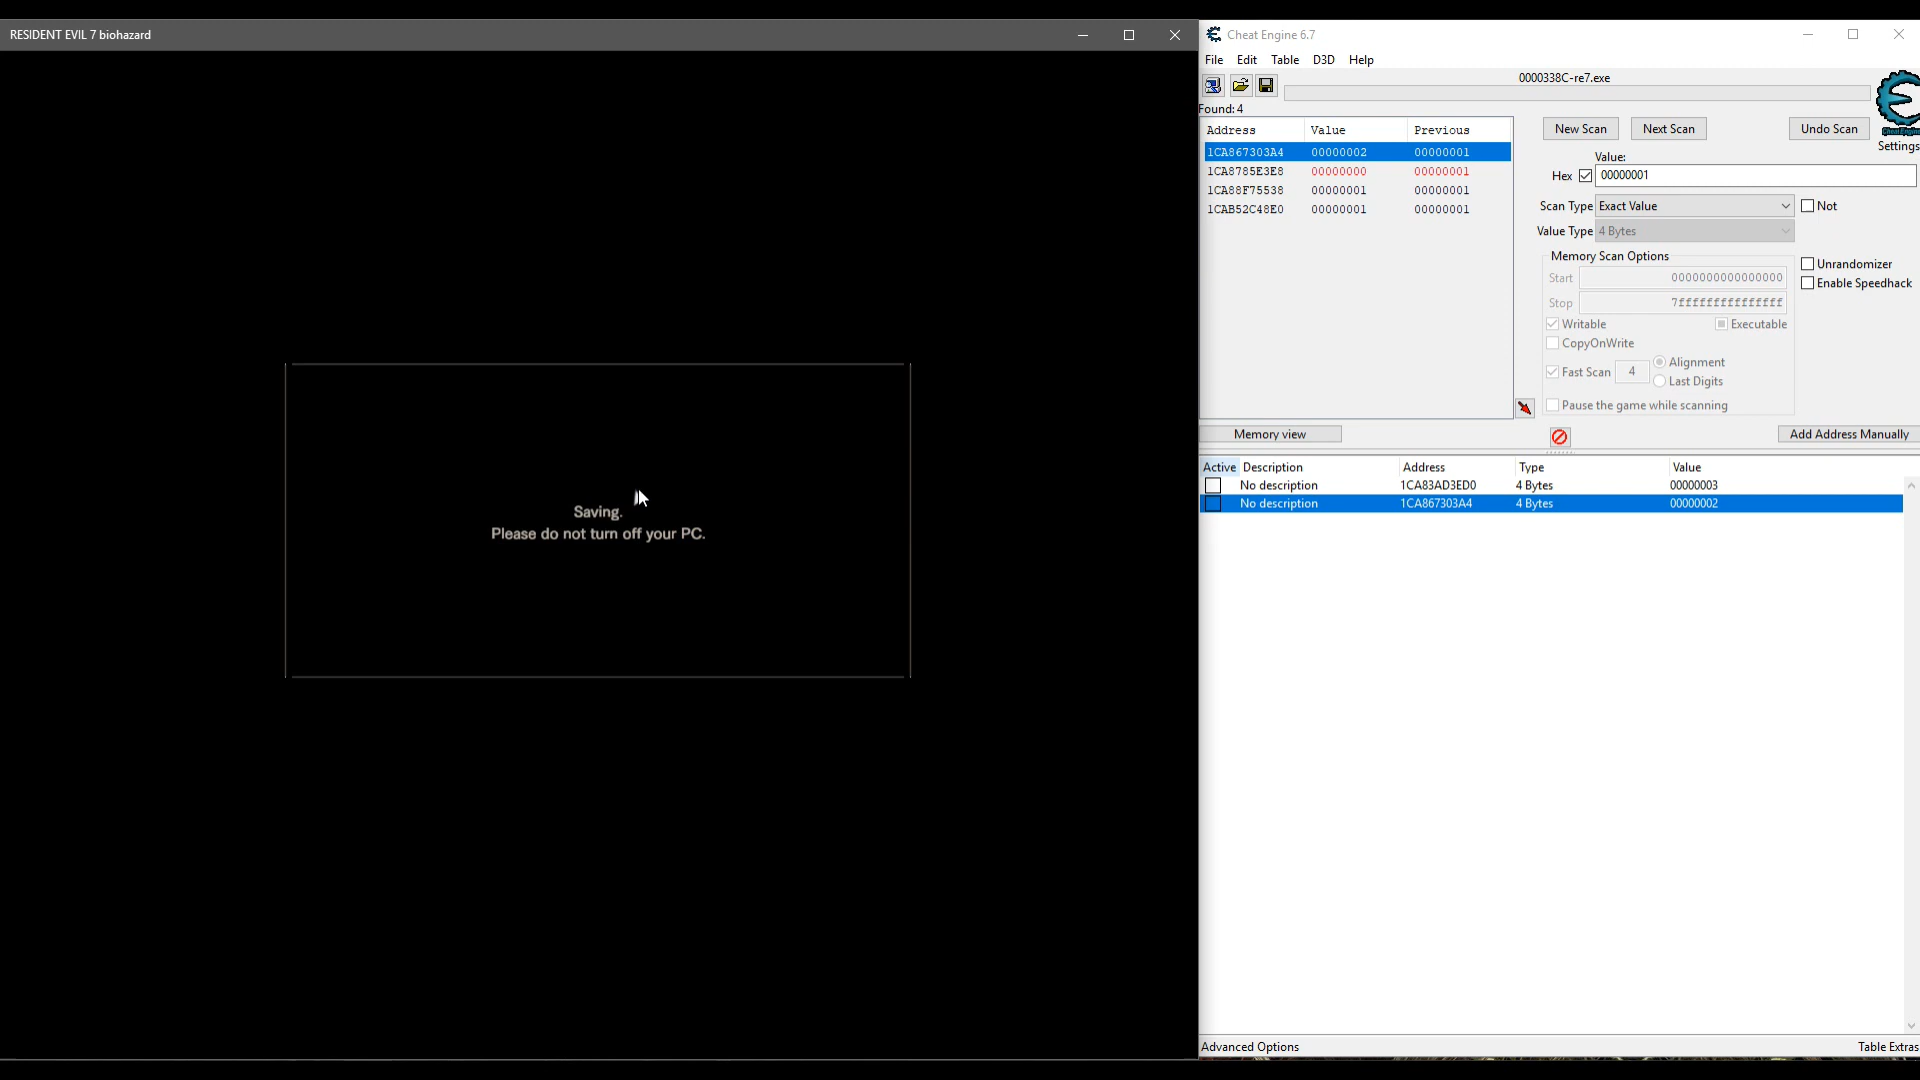 RESIDENT EVIL 7 biohazard
Saving.
Please do not turn off your PC.
Cheat Engine 6.7
File Edit Table D3D Help
0000338C-re7.exe
Found: 4
Address Value Previous
1CA867303A4 00000002 00000001
1CA8785E3E8 00000000 00000001
1CA88F75538 00000001 00000001
1CAB52C48E0 00000001 00000001
New Scan Next Scan Undo Scan
Settings
Value:
Hex 00000001
Scan Type Exact Value Not
Value Type 4 Bytes
Memory Scan Options
Unrandomizer
Start 0000000000000000
Enable Speedhack
Stop 7fffffffffffffff
Writable Executable
CopyOnWrite
Fast Scan 4 Alignment
Last Digits
Pause the game while scanning
Memory view Add Address Manually
Active Description Address Type Value
No description 1CA83AD3ED0 4 Bytes 00000003
No description 1CA867303A4 4 Bytes 00000002
Advanced Options Table Extras